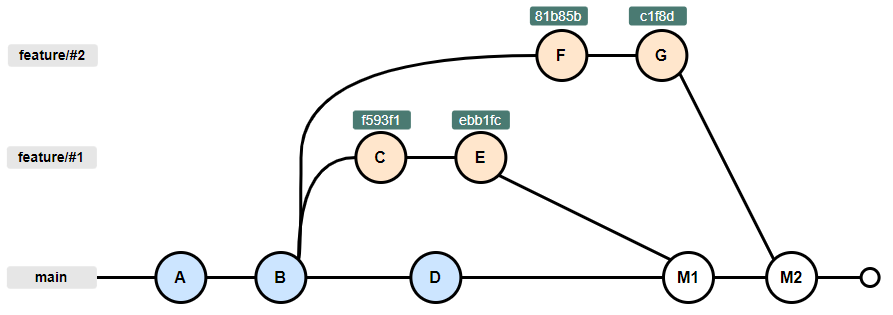 81b85b
c1f8d
feature/#2
F
G
f593f1
ebb1fc
feature/#1
C
E
main
A
B
D
M1
M2